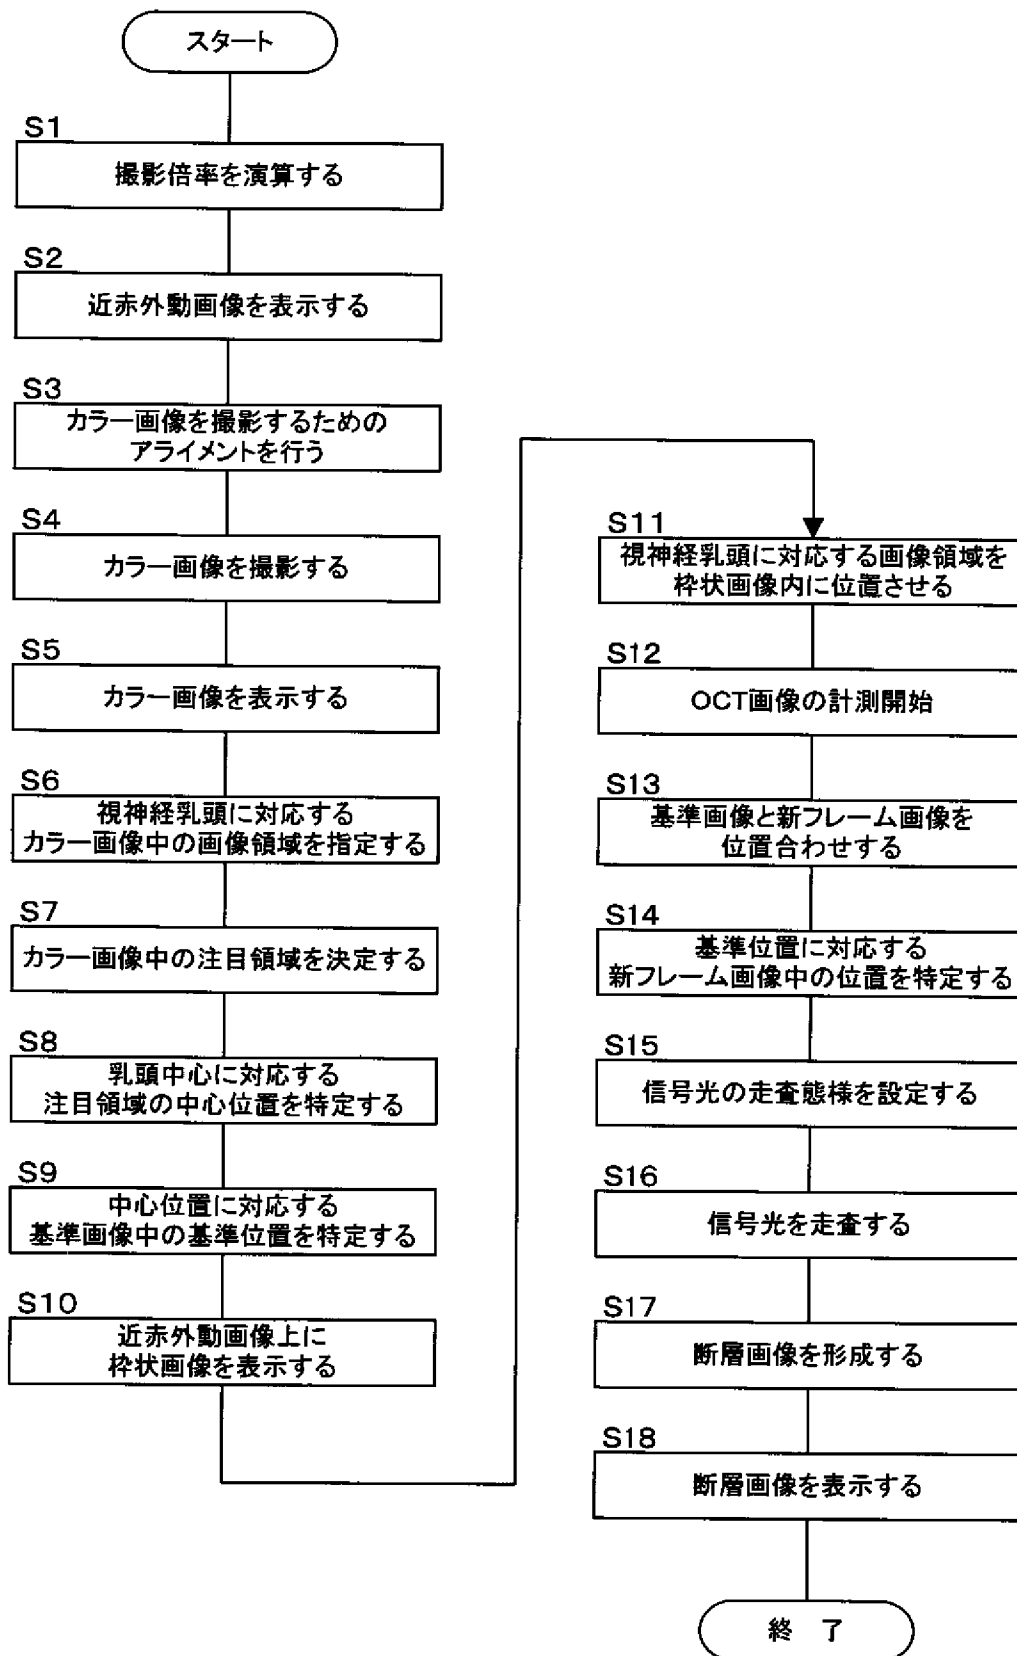 スタート
S1
撮影倍率を演算する
S2
近赤外動画像を表示する
S3
カラー画像を撮影するための
アライメントを行う
S4
カラー画像を撮影する
S5
カラー画像を表示する
S6
視神経乳頭に対応する
カラー画像中の画像領域を指定する
S7
カラー画像中の注目領域を決定する
S8
乳頭中心に対応する
注目領域の中心位置を特定する
S9
中心位置に対応する
基準画像中の基準位置を特定する
S10
近赤外動画像上に
枠状画像を表示する
S11
視神経乳頭に対応する画像領域を
枠状画像内に位置させる
S12
OCT画像の計測開始
S13
基準画像と新フレーム画像を
位置合わせする
S14
基準位置に対応する
新フレーム画像中の位置を特定する
S15
信号光の走査態様を設定する
S16
信号光を走査する
S17
断層画像を形成する
S18
断層画像を表示する
終 了